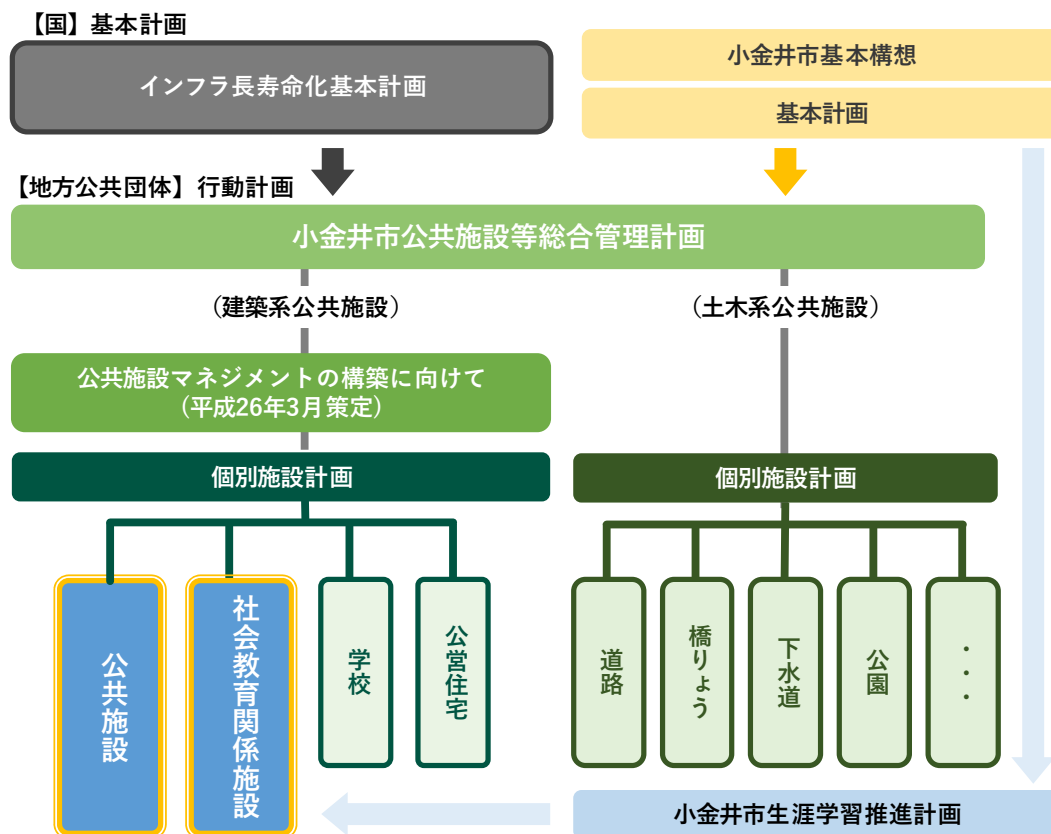 【国】基本計画
インフラ長寿命化基本計画
小金井市基本構想
基本計画
【地方公共団体】行動計画
小金井市公共施設等総合管理計画
（建築系公共施設）
（土木系公共施設）
公共施設マネジメントの構築に向けて
(平成26年3月策定)
個別施設計画
個別施設計画
公共施設
社会教育関係施設
学校
公営住宅
道路
橋りょう
下水道
公園
・・・
小金井市生涯学習推進計画